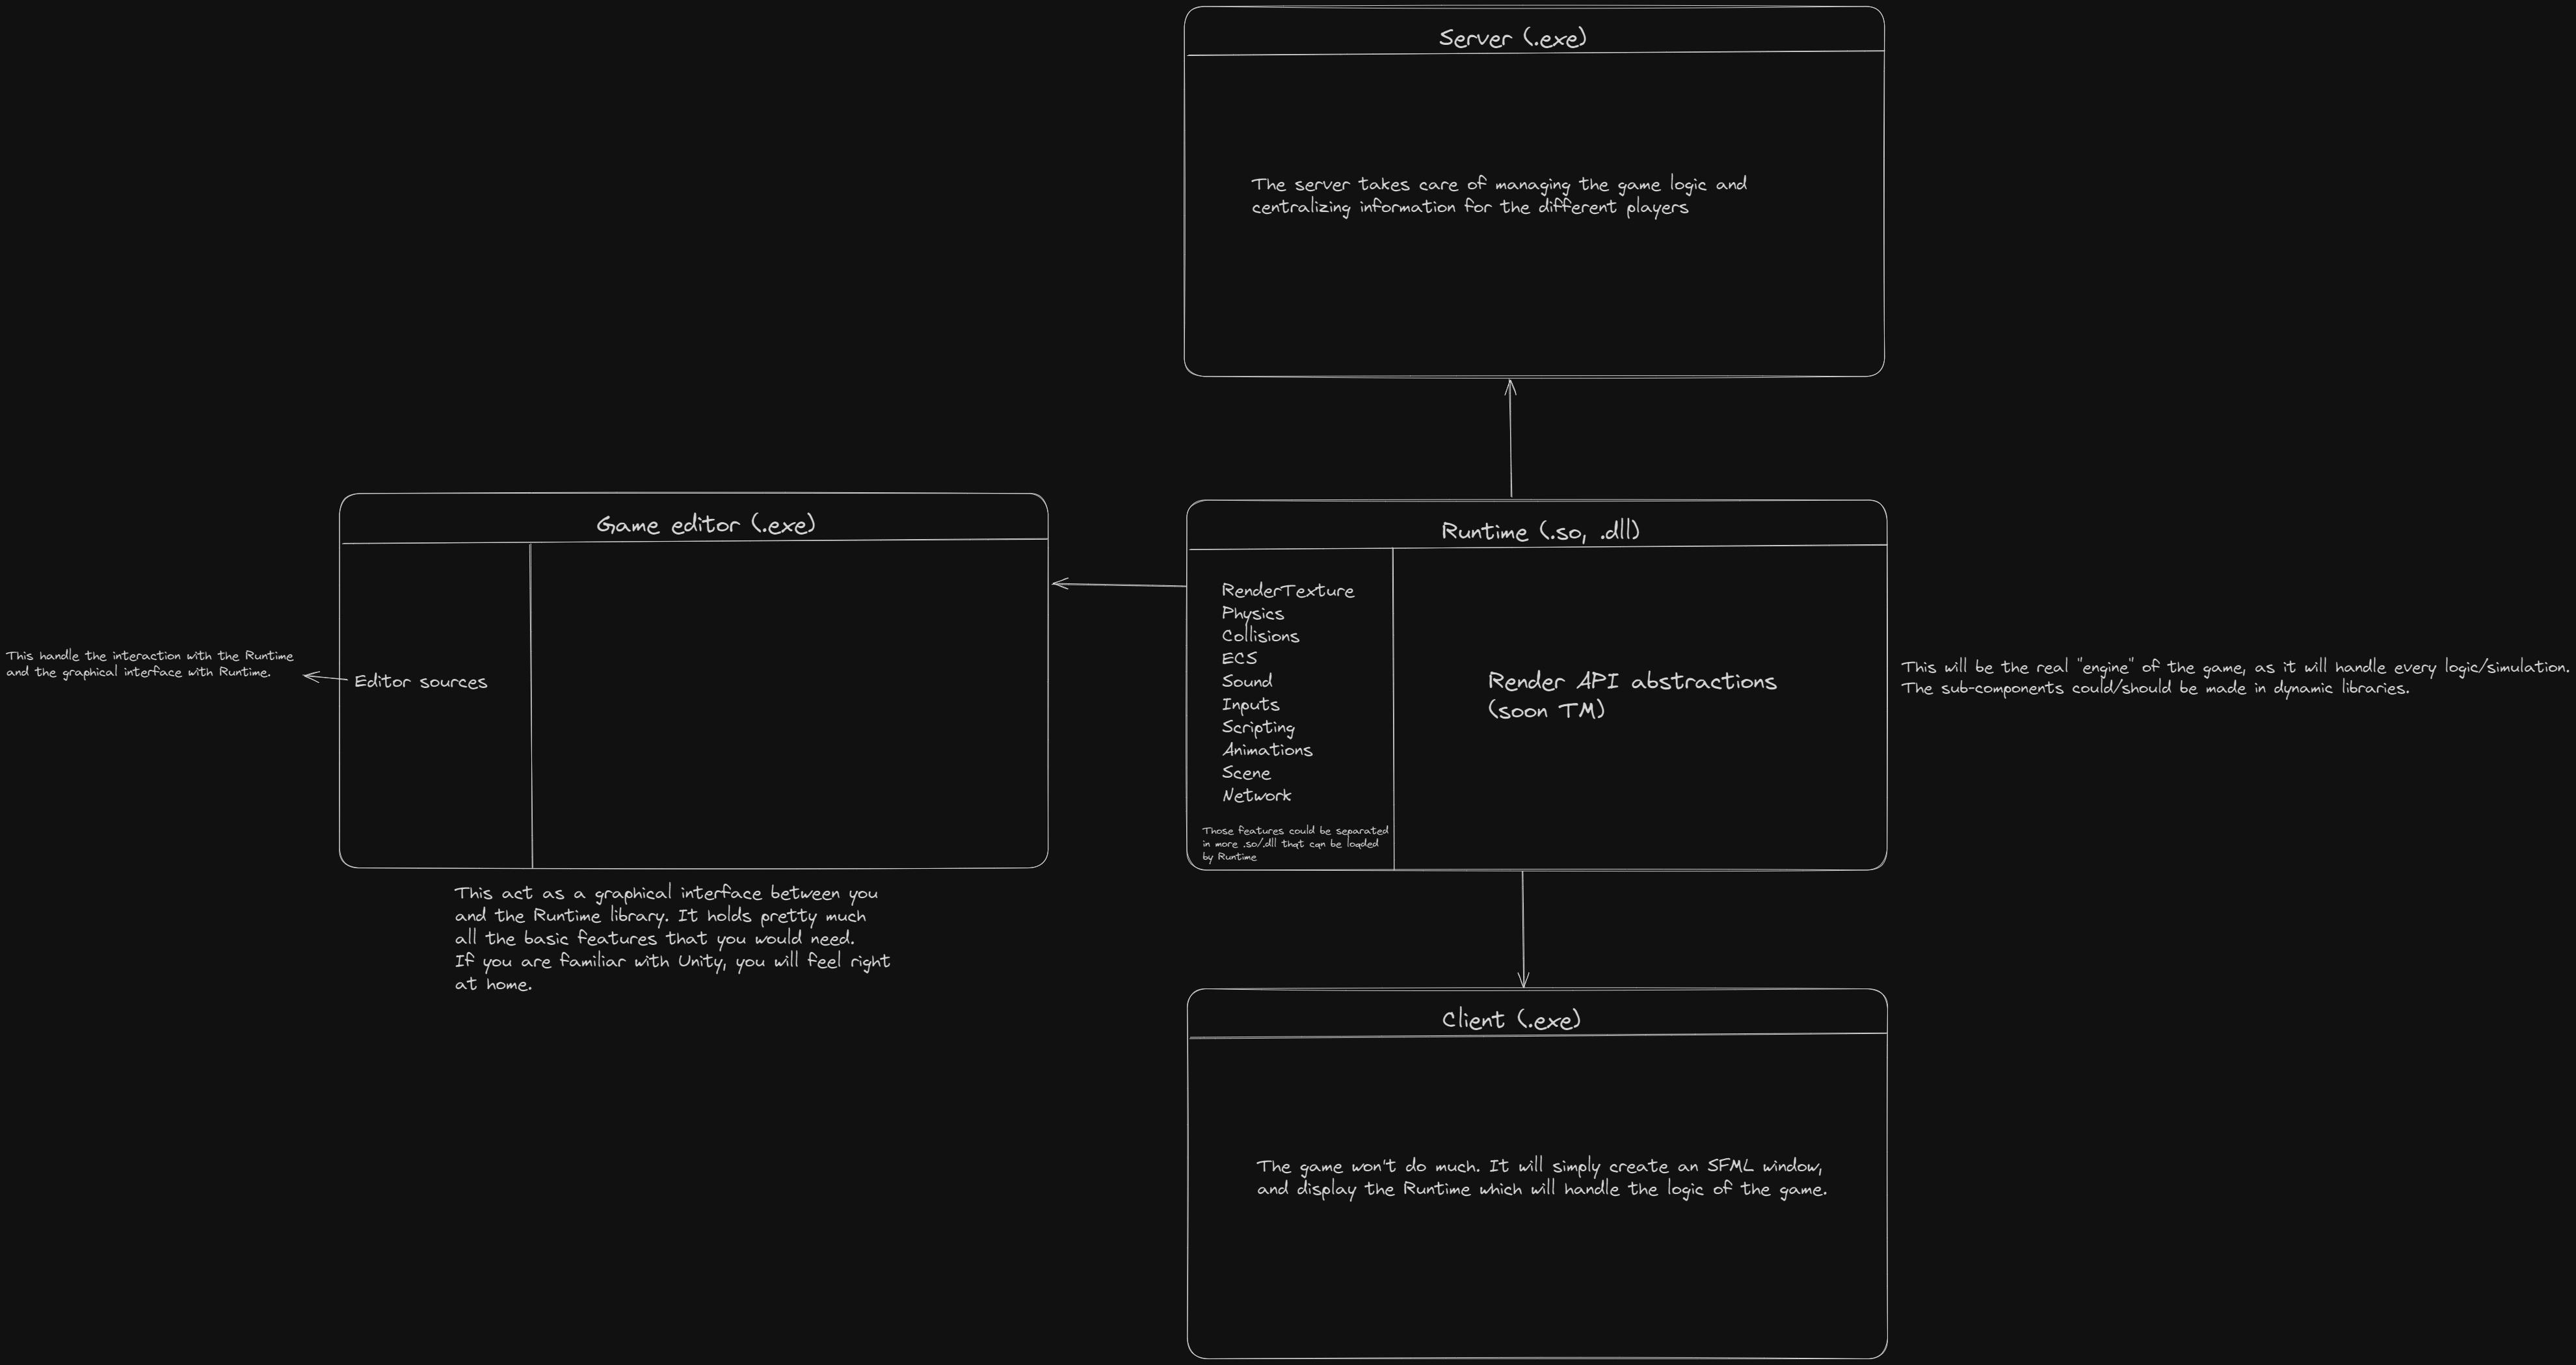 Server (.exe)
The server takes care of managing the game logic and
centralizing information for the different players
Game editor (.exe)
Editor sources
This handle the interaction with the Runtime
and the graphical interface with Runtime.
This act as a graphical interface between you
and the Runtime library. It holds pretty much
all the basic features that you would need.
If you are familiar with Unity, you will feel right
at home.
Runtime (.so, .dll)
RenderTexture
Physics
Collisions
ECS
Sound
Inputs
Scripting
Animations
Scene
Network
Those features could be separated
in more .so/.dll that can be loaded
by Runtime
Render API abstractions
(soon TM)
This will be the real "engine" of the game, as it will handle every logic/simulation.
The sub-components could/should be made in dynamic libraries.
Client (.exe)
The game won't do much. It will simply create an SFML window,
and display the Runtime which will handle the logic of the game.